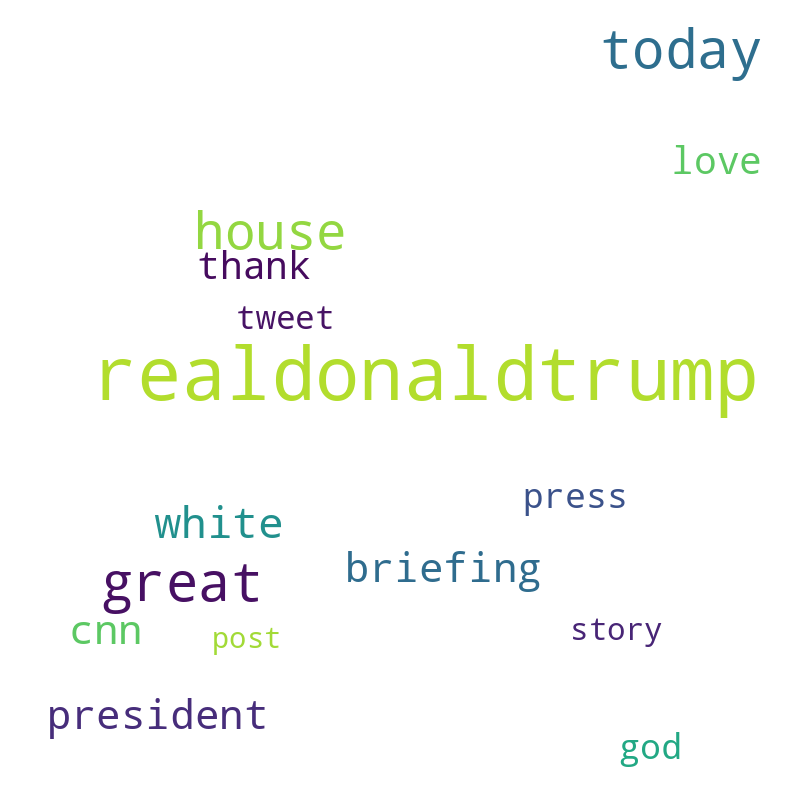 today
love
house
thank
tweet
realdonaldtrump
press
white
briefing
great
cnn
post
story
president
god